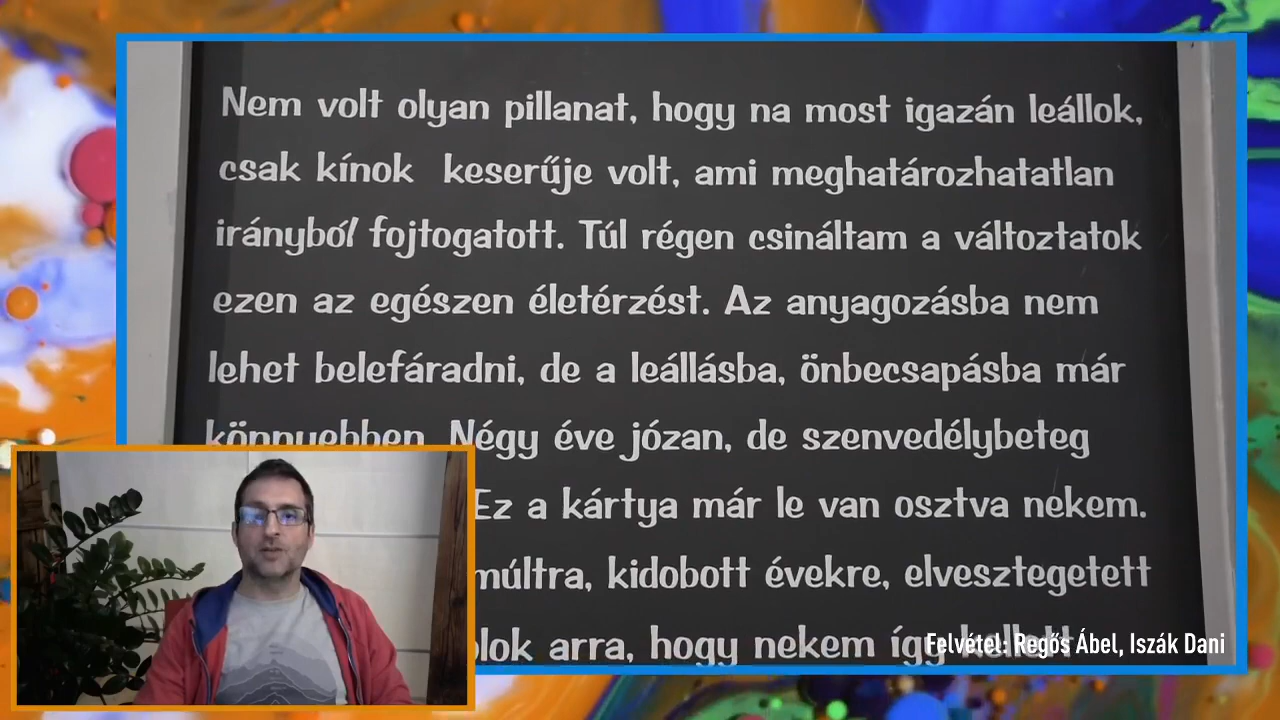 Nem volt olyan pillanat, hogy na most igazán leállok,
csak kínok keserűje volt, ami meghatározhatatlan
irányból fojtogatott. Túl régen csináltam a változtatok
ezen az egészen életérzést. Az anyagozásba nem
lehet belefáradni, de a leállásba, önbecsapásba már
könnyebben Négy éve józan, de szenvedélybeteg
Ez a kártya már le van osztva nekem.
múltra, kidobott évekre, elvesztegetett
arra, hogy nekem így kellett
Felvétel: Regős Ábel, Iszák Dani